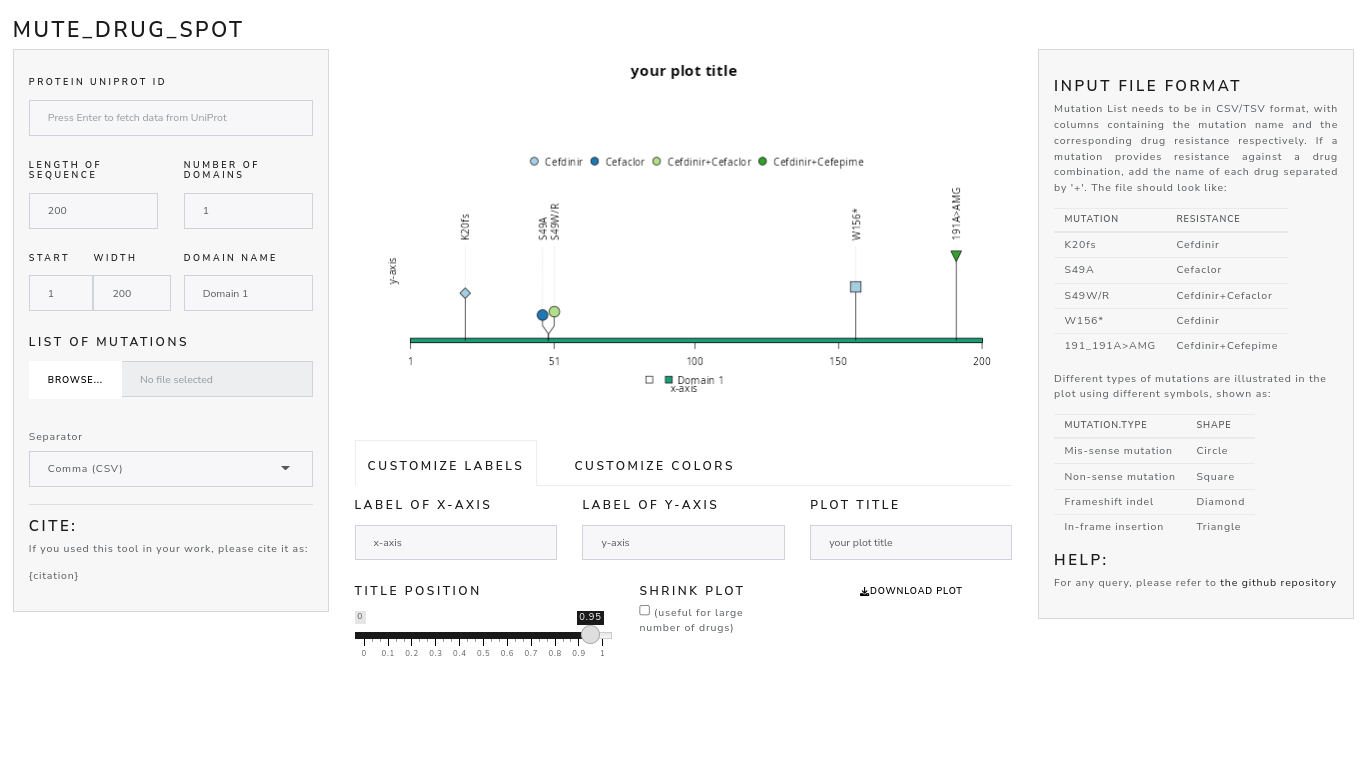 MUTE_DRUG_SPOT
PROTEIN UNIPROT ID
Press Enter to fetch data from UniProt
LENGTH OF SEQUENCE
NUMBER OF DOMAINS
200
1
START
WIDTH
DOMAIN NAME
1
200
Domain 1
LIST OF MUTATIONS
BROWSE...
No file selected
Separator
Comma (CSV)
CITE:
If you used this tool in your work, please cite it as:
{citation}
your plot title
Cefdinir
Cefaclor
Cefdinir+Cefaclor
Cefdinir+Cefepime
K20fs
S49A
S49W/R
W156*
191A>AMG
y-axis
1
51
100
150
200
Domain 1
x-axis
CUSTOMIZE LABELS
CUSTOMIZE COLORS
LABEL OF X-AXIS
LABEL OF Y-AXIS
PLOT TITLE
x-axis
y-axis
your plot title
TITLE POSITION
0
0.95
0 0.1 0.2 0.3 0.4 0.5 0.6 0.7 0.8 0.9 1
SHRINK PLOT
(useful for large
number of drugs)
DOWNLOAD PLOT
INPUT FILE FORMAT
Mutation List needs to be in CSV/TSV format, with
columns containing the mutation name and the
corresponding drug resistance respectively. If a
mutation provides resistance against a drug
combination, add the name of each drug separated
by '+'. The file should look like:
MUTATION RESISTANCE
K20fs Cefdinir
S49A Cefaclor
S49W/R Cefdinir+Cefaclor
W156* Cefdinir
191_191A>AMG Cefdinir+Cefepime
Different types of mutations are illustrated in the
plot using different symbols, shown as:
MUTATION.TYPE SHAPE
Mis-sense mutation Circle
Non-sense mutation Square
Frameshift indel Diamond
In-frame insertion Triangle
HELP:
For any query, please refer to the github repository